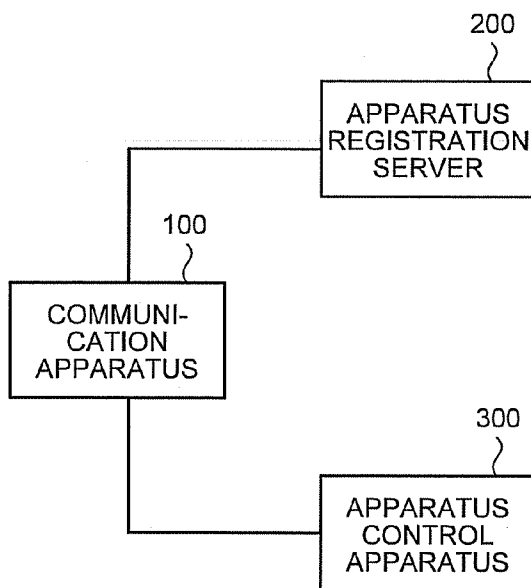 200
APPARATUS
REGISTRATION
SERVER
100
COMMUNI-
CATION
APPARATUS
300
APPARATUS
CONTROL
APPARATUS